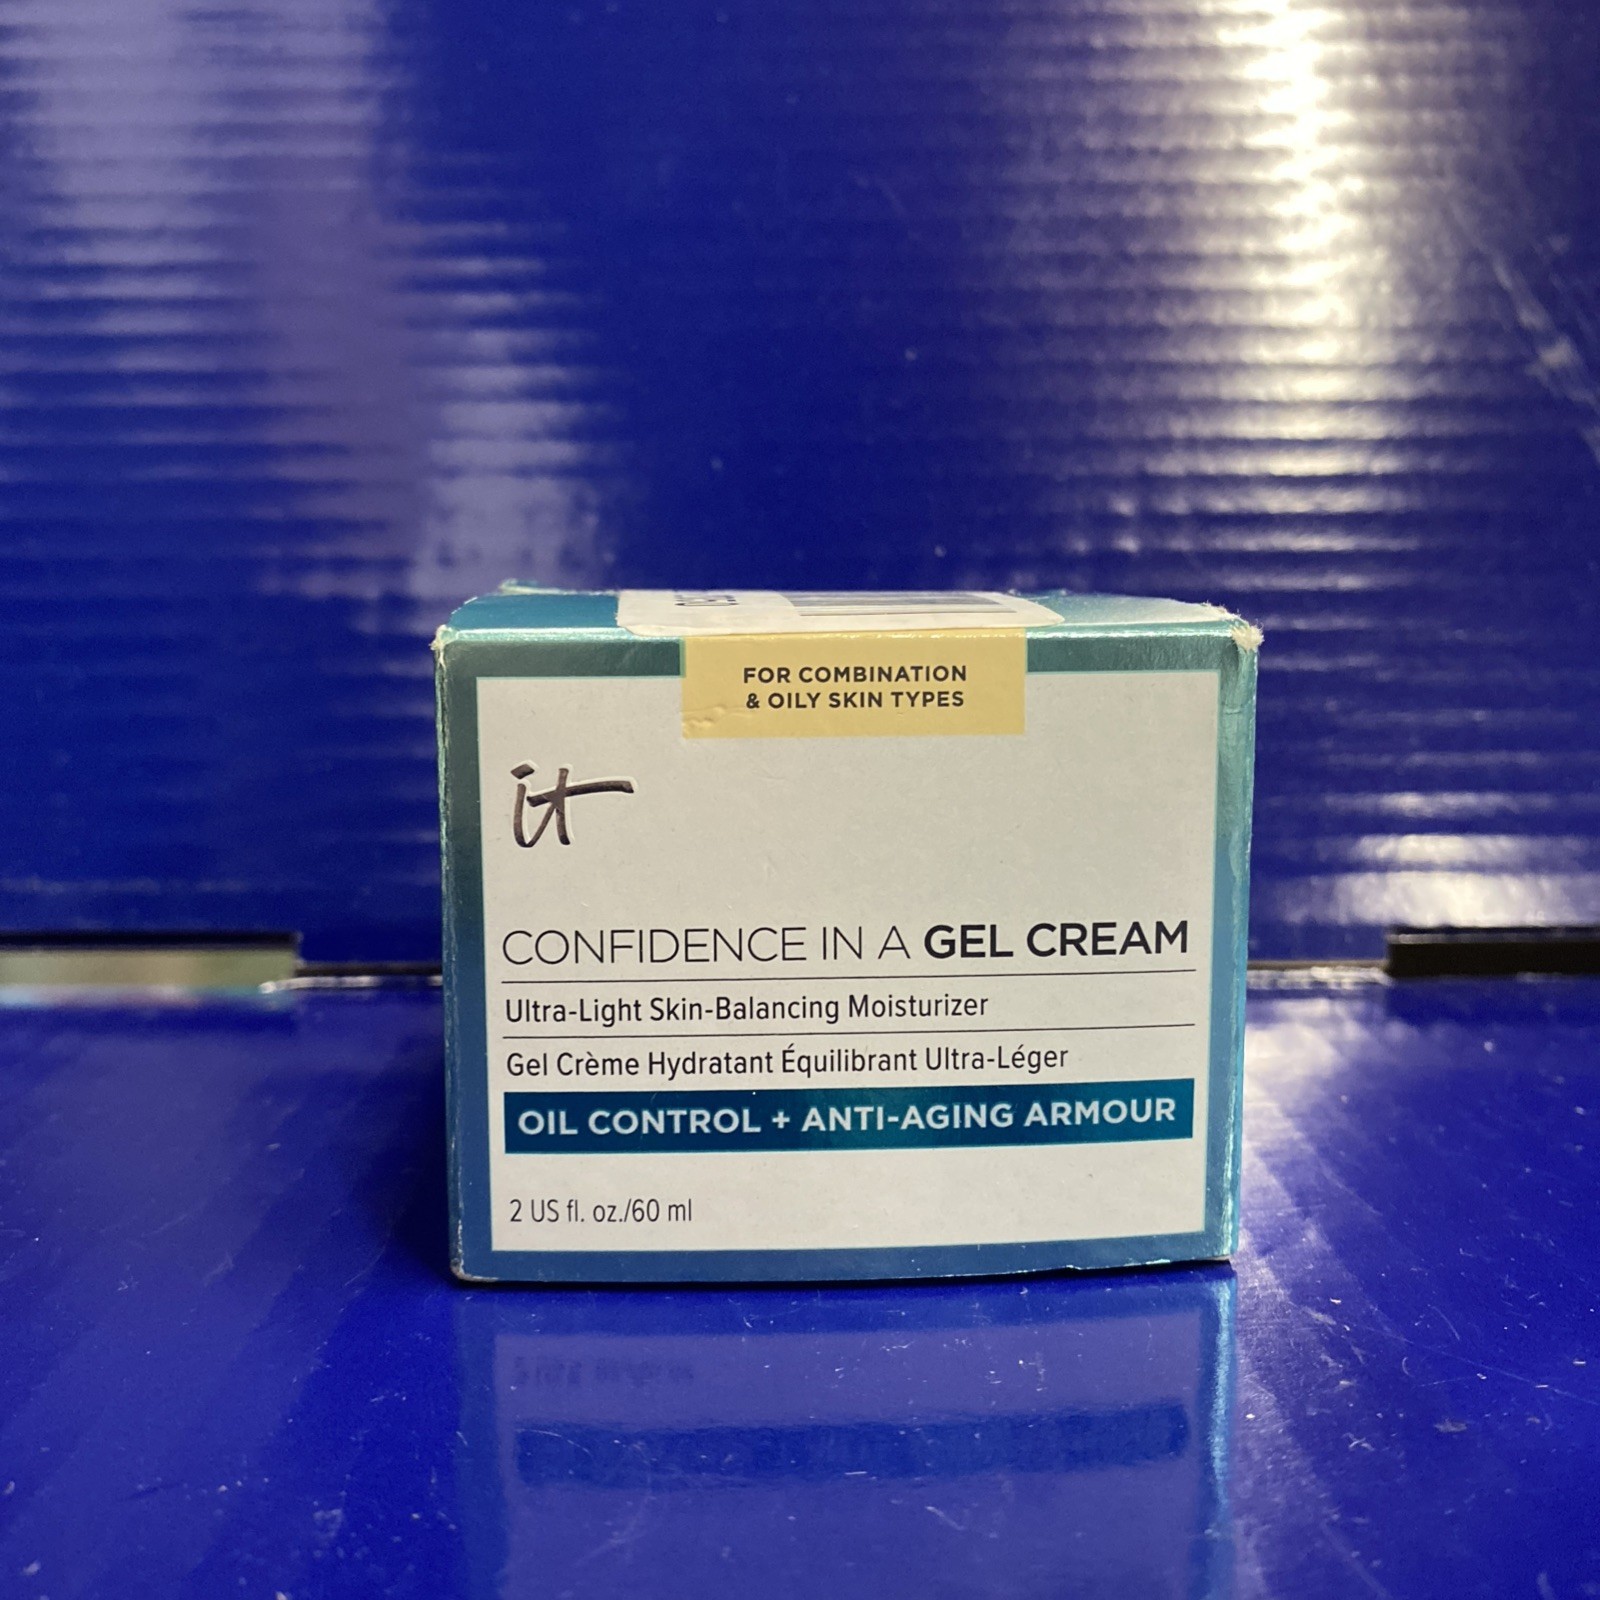 FOR COMBINATION
& OILY SKIN TYPES
it
CONFIDENCE IN A GEL CREAM
Ultra-Light Skin-Balancing Moisturizer
Gel Crème Hydratant Équilibrant Ultra-Léger
OIL CONTROL + ANTI-AGING ARMOUR
2 US fl. oz./60 ml